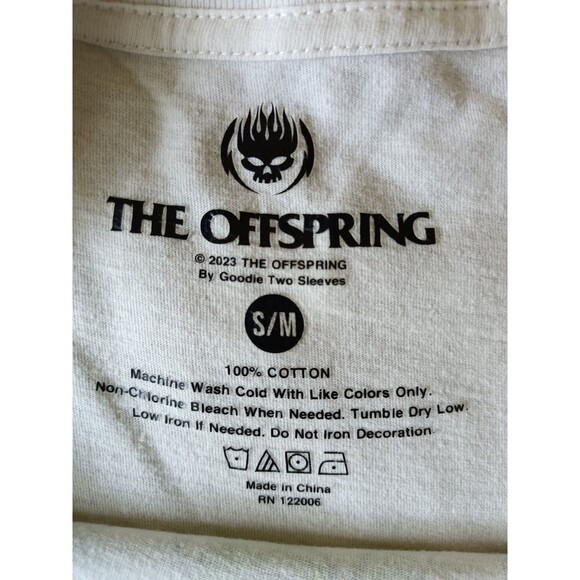 THE OFFSPRING
© 2023 THE OFFSPRING
By Goodie Two Sleeves
S/M
100% COTTON
Machine Wash Cold With Like Colors Only.
Non-Chlorine Bleach When Needed. Tumble Dry Low.
Low Iron If Needed. Do Not Iron Decoration.
Made in China
RN 122006